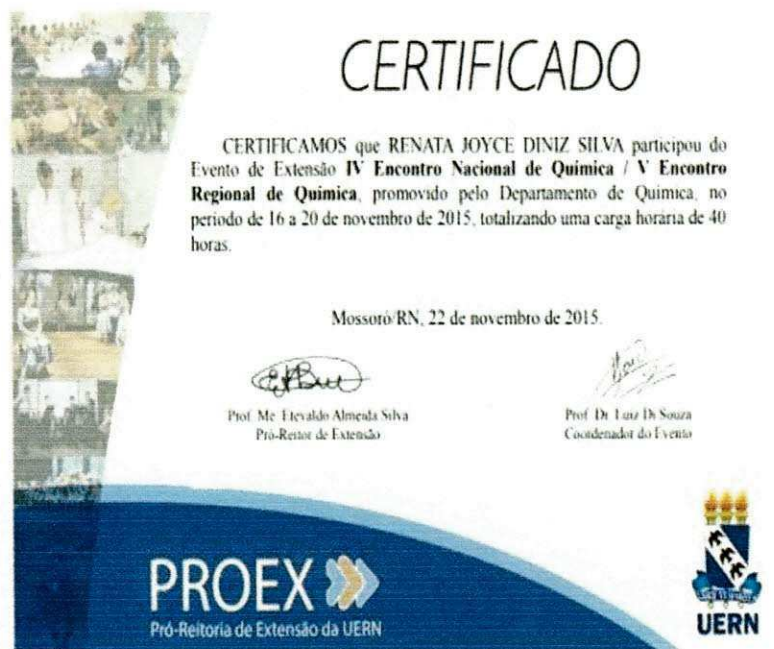 CERTIFICADO
CERTIFICAMOS que RENATA JOYCE DINIZ SILVA participou do
Evento de Extensão IV Encontro Nacional de Química / V Encontro
Regional de Química, promovido pelo Departamento de Química, no
período de 16 a 20 de novembro de 2015, totalizando uma carga horária de 40
horas.
Mossoró/RN, 22 de novembro de 2015.
Prof. Me. Etevaldo Almeida Silva
Pró-Reitor de Extensão
Prof. Dr. Luiz Di Souza
Coordenador do Evento
PROEX
Pró-Reitoria de Extensão da UERN
UERN